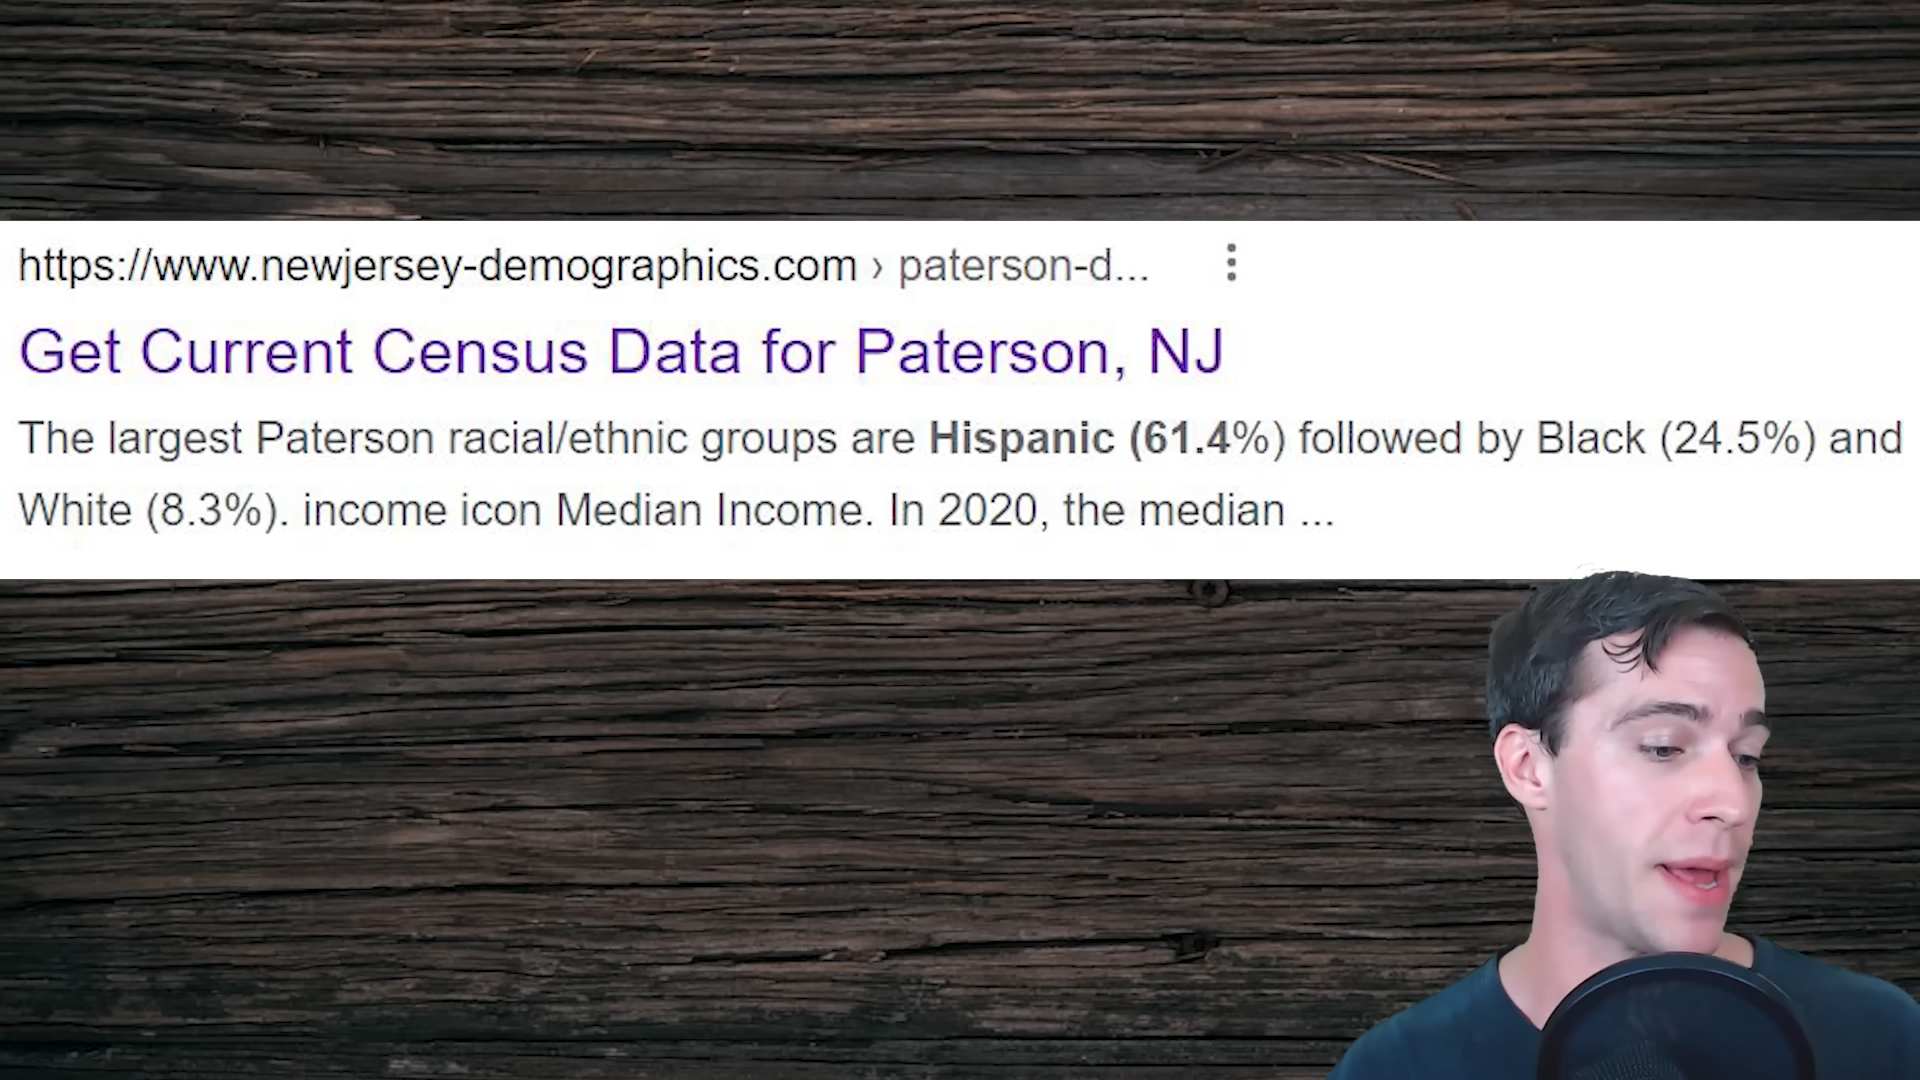 https://www.newjersey-demographics.com › paterson-d...
Get Current Census Data for Paterson, NJ
The largest Paterson racial/ethnic groups are Hispanic (61.4%) followed by Black (24.5%) and
White (8.3%). income icon Median Income. In 2020, the median ...